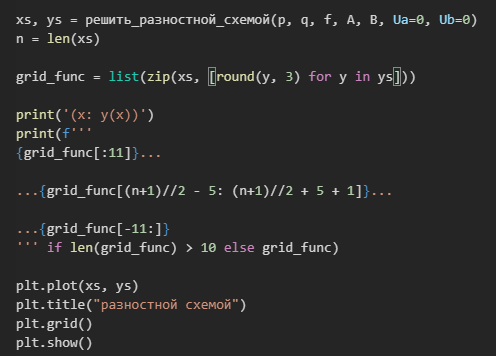 xs, ys = решить_разностной_схемой(p, q, f, A, B, Ua=0, Ub=0)
n = len(xs)
grid_func = list(zip(xs, [round(y, 3) for y in ys]))
print('(x: y(x))')
print(f'''
{grid_func[:11]}...
...{grid_func[(n+1)//2 - 5: (n+1)//2 + 5 + 1]}...
...{grid_func[-11:]}
''' if len(grid_func) > 10 else grid_func)
plt.plot(xs, ys)
plt.title("разностной схемой")
plt.grid()
plt.show()